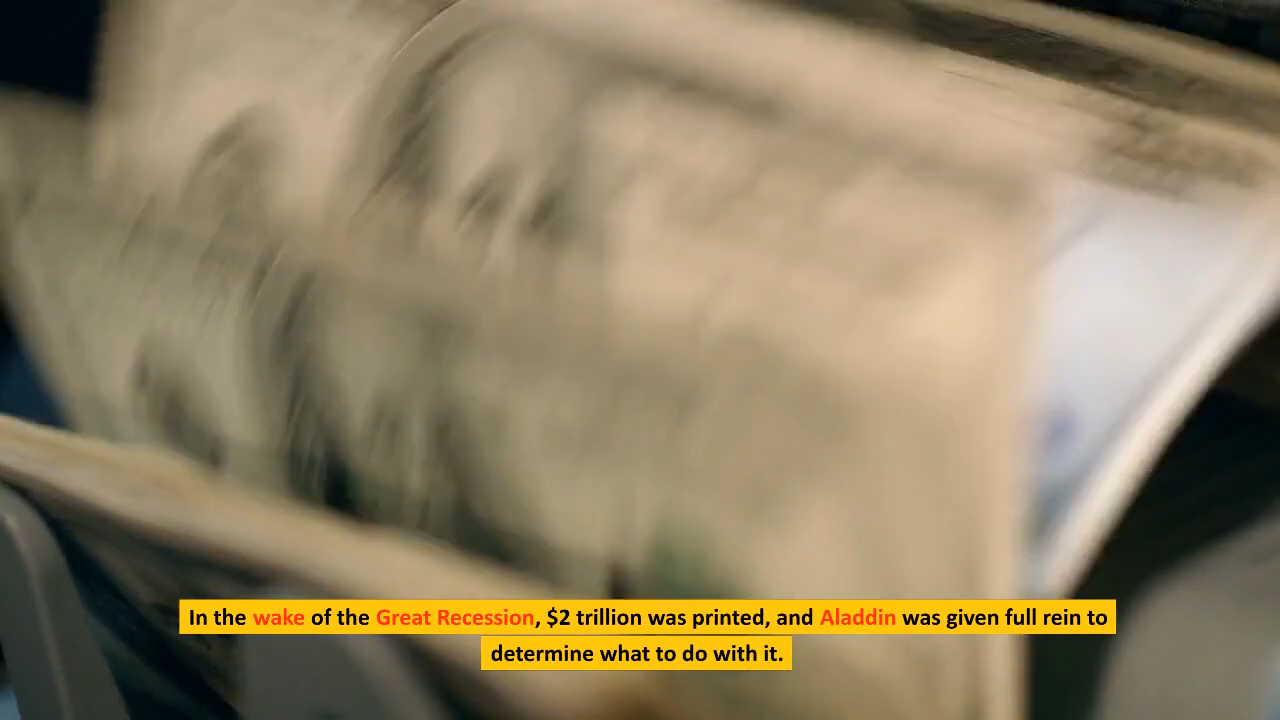 In the wake of the Great Recession, $2 trillion was printed, and Aladdin was given full rein to
determine what to do with it.